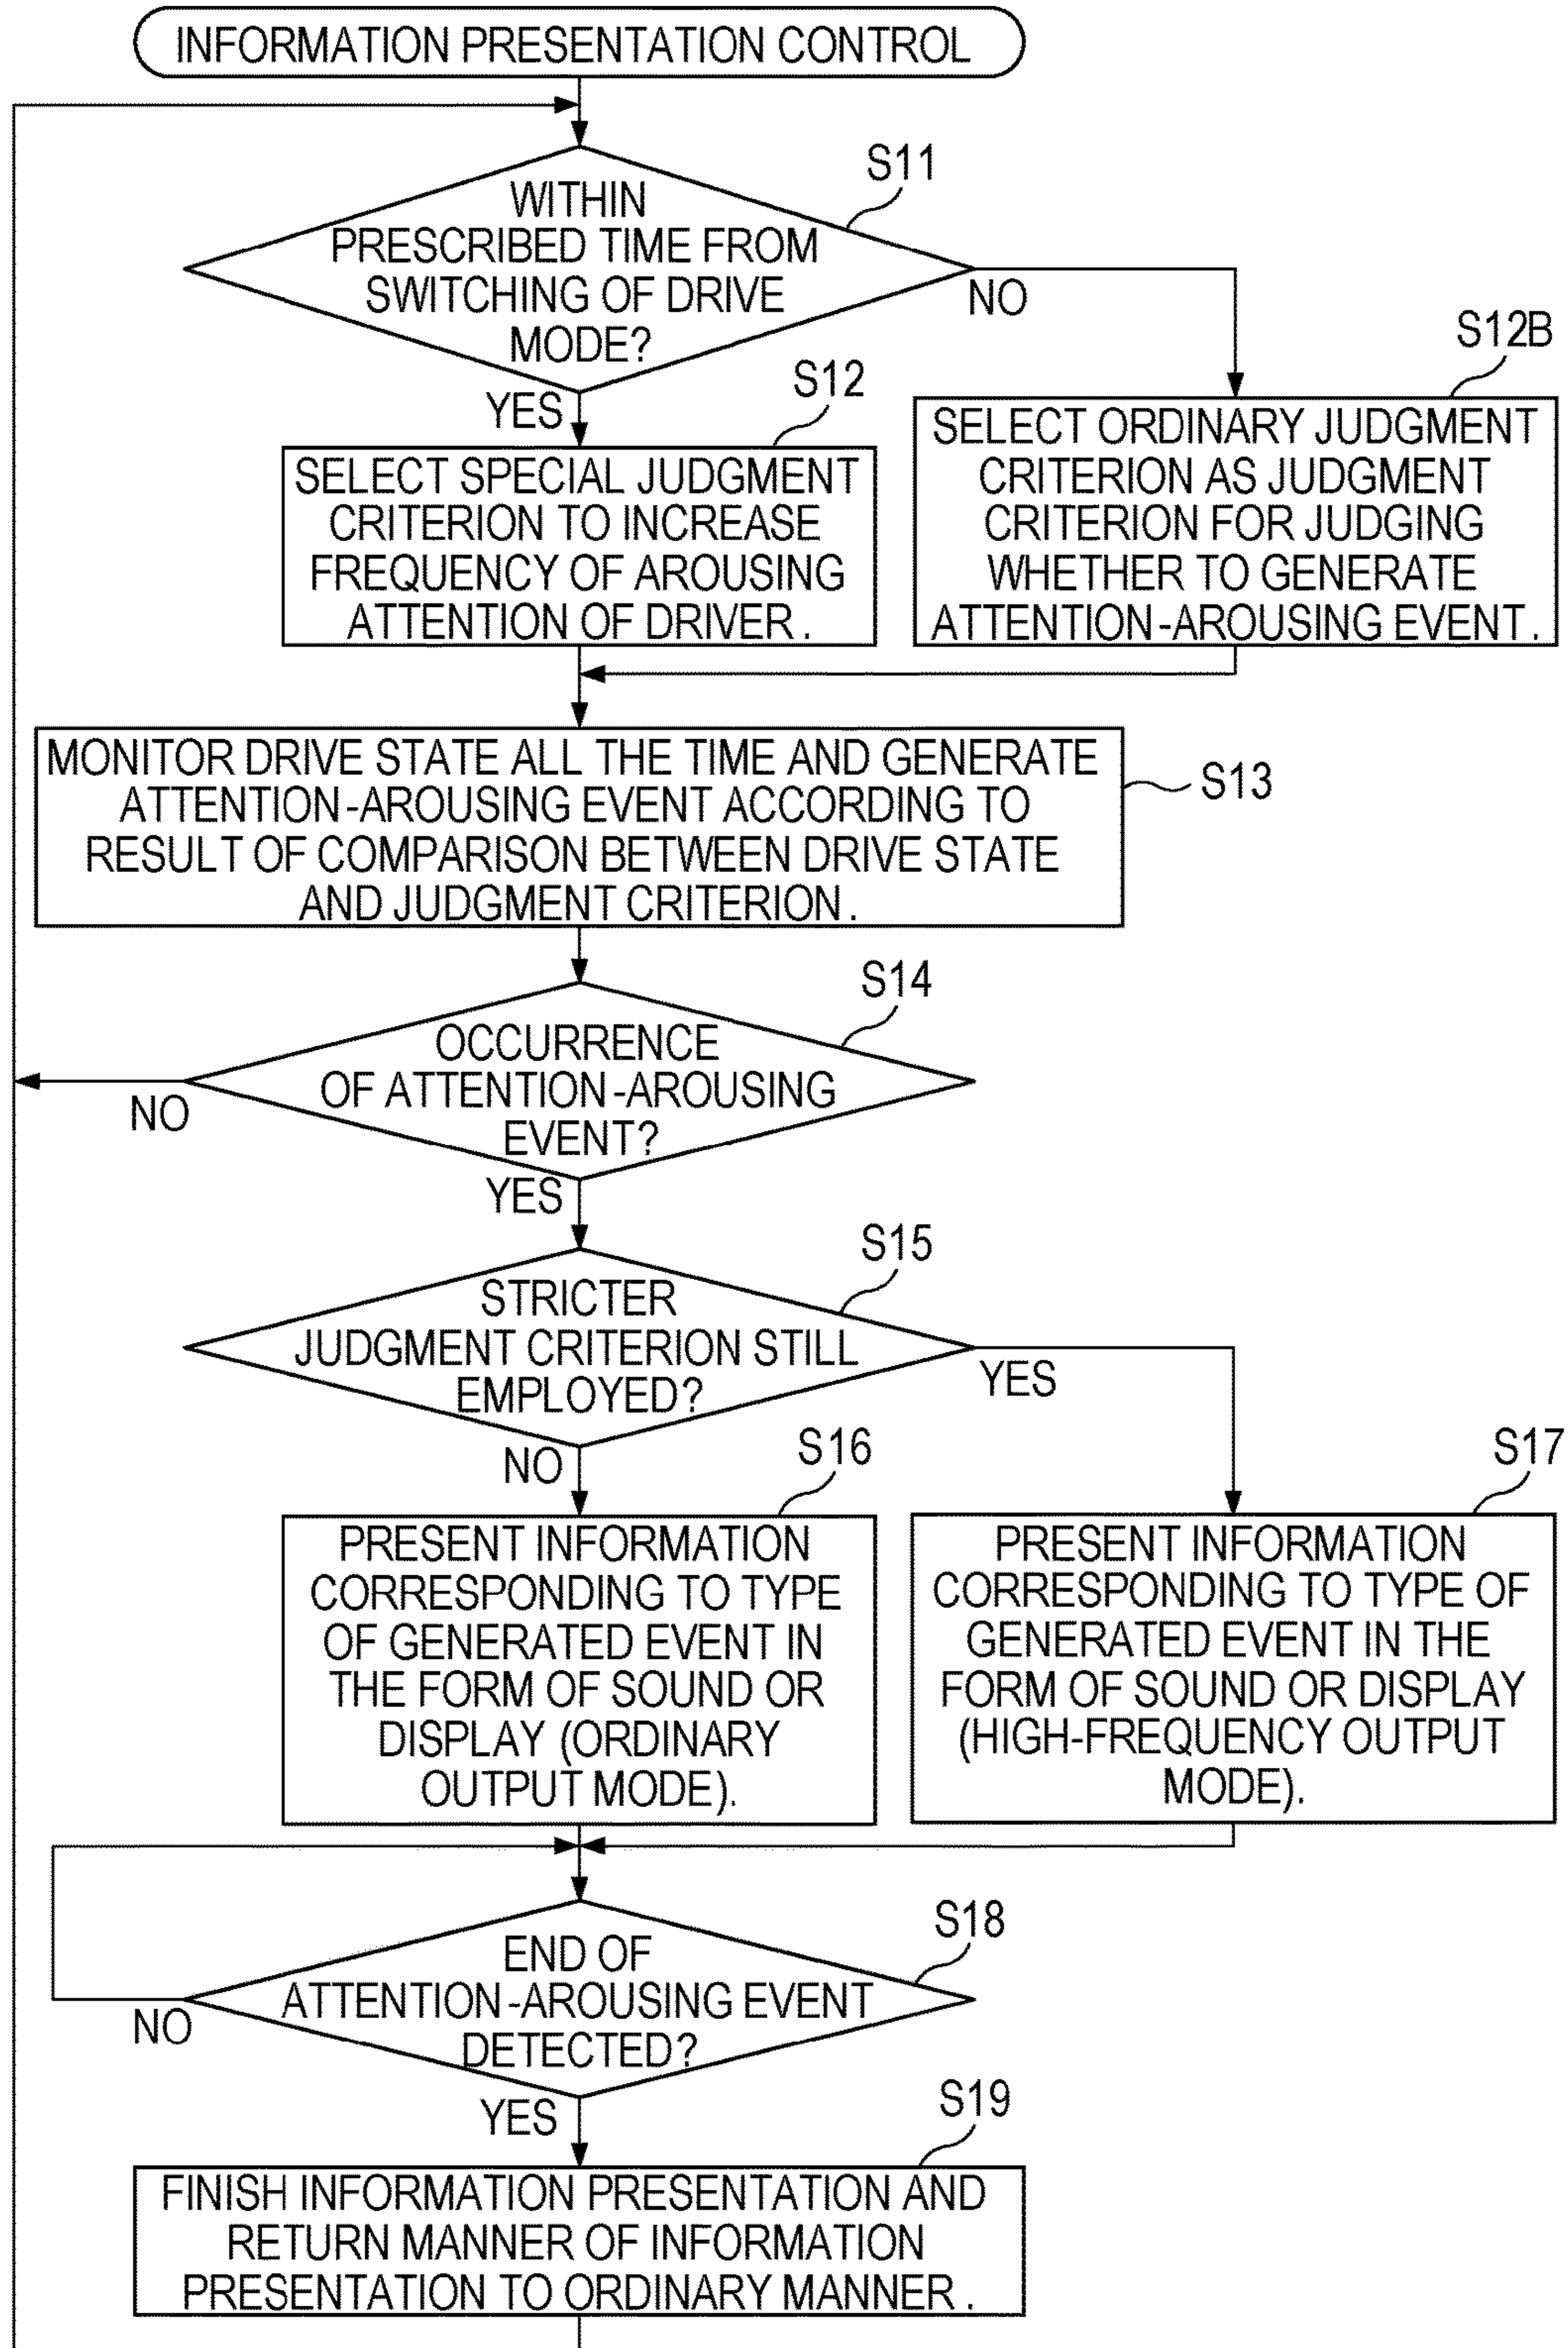 INFORMATION PRESENTATION CONTROL
S11
WITHIN
PRESCRIBED TIME FROM
SWITCHING OF DRIVE
MODE?
NO
YES
S12
SELECT SPECIAL JUDGMENT
CRITERION TO INCREASE
FREQUENCY OF AROUSING
ATTENTION OF DRIVER.
S12B
SELECT ORDINARY JUDGMENT
CRITERION AS JUDGMENT
CRITERION FOR JUDGING
WHETHER TO GENERATE
ATTENTION-AROUSING EVENT.
MONITOR DRIVE STATE ALL THE TIME AND GENERATE
ATTENTION-AROUSING EVENT ACCORDING TO
RESULT OF COMPARISON BETWEEN DRIVE STATE
AND JUDGMENT CRITERION.
S13
S14
OCCURRENCE
OF ATTENTION-AROUSING
EVENT?
NO
YES
S15
STRICTER
JUDGMENT CRITERION STILL
EMPLOYED?
YES
NO
S16
PRESENT INFORMATION
CORRESPONDING TO TYPE
OF GENERATED EVENT IN
THE FORM OF SOUND OR
DISPLAY (ORDINARY
OUTPUT MODE).
S17
PRESENT INFORMATION
CORRESPONDING TO TYPE OF
GENERATED EVENT IN THE
FORM OF SOUND OR DISPLAY
(HIGH-FREQUENCY OUTPUT
MODE).
S18
END OF
ATTENTION-AROUSING EVENT
DETECTED?
NO
YES
S19
FINISH INFORMATION PRESENTATION AND
RETURN MANNER OF INFORMATION
PRESENTATION TO ORDINARY MANNER.